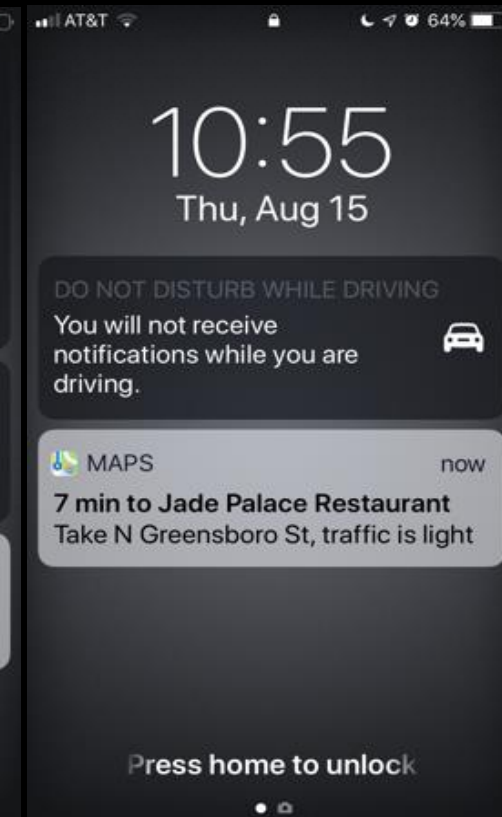 AT&T 64%
10:55
Thu, Aug 15
DO NOT DISTURB WHILE DRIVING
You will not receive
notifications while you are
driving.
MAPS now
7 min to Jade Palace Restaurant
Take N Greensboro St, traffic is light
Press home to unlock